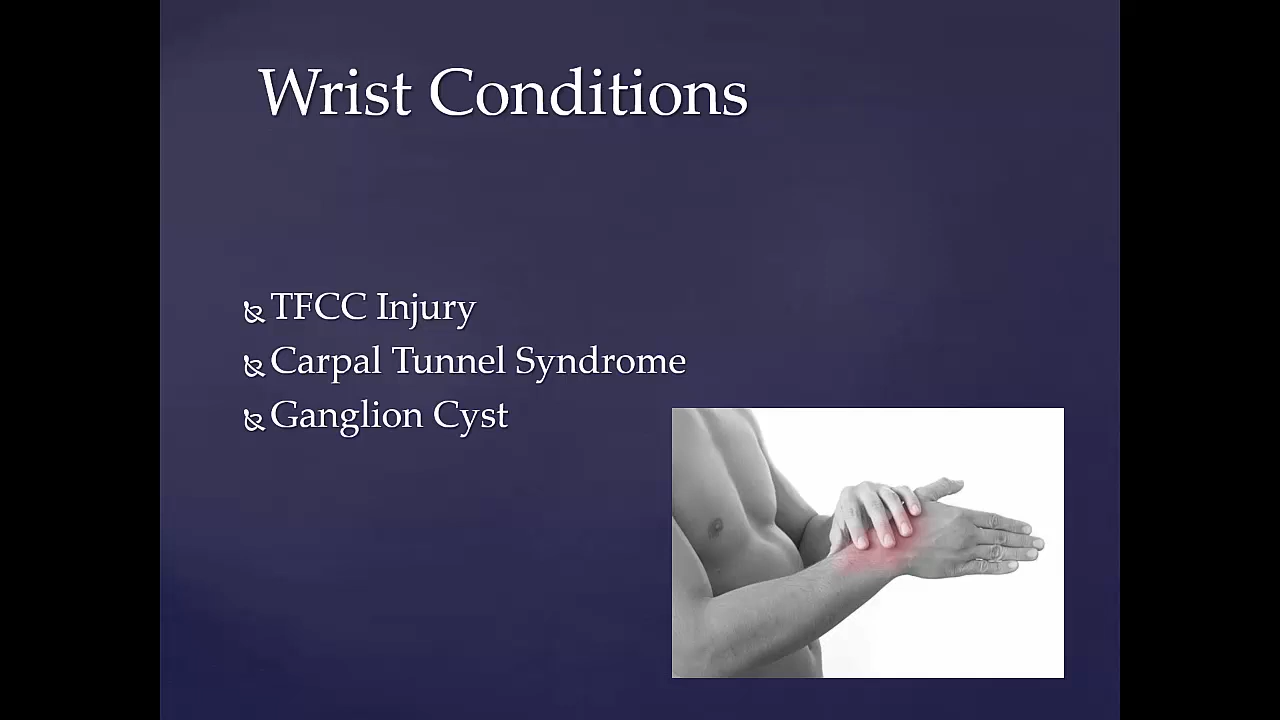 Wrist Conditions
TFCC Injury
Carpal Tunnel Syndrome
Ganglion Cyst